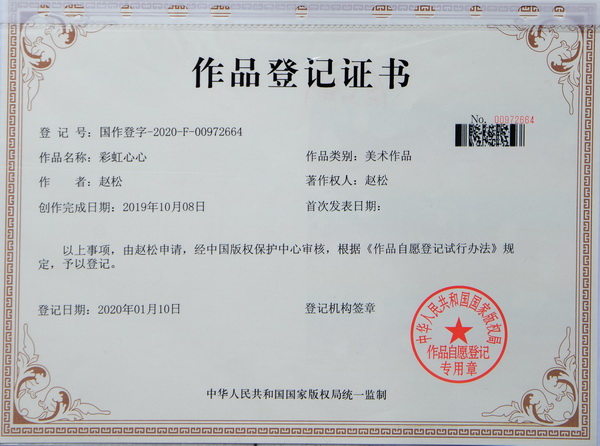 作品登记证书
No. 00972664
登 记 号：国作登字-2020-F-00972664
作品名称：彩虹心心
作品类别：美术作品
作 者：赵松
著作权人：赵松
创作完成日期：2019年10月08日
首次发表日期：
以上事项，由赵松申请，经中国版权保护中心审核，根据《作品自愿登记试行办法》规
定，予以登记。
登记日期：2020年01月10日
登记机构签章
中华人民共和国国家版权局
作品自愿登记
专用章
中华人民共和国国家版权局统一监制